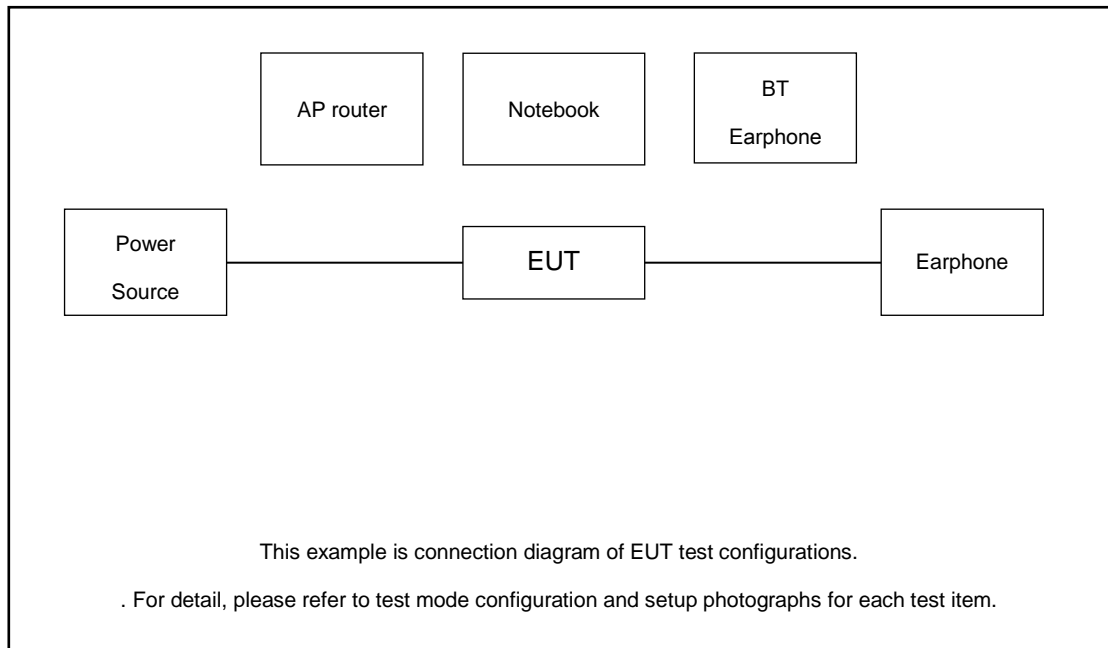 AP router
Notebook
BT
Earphone
Power
Source
EUT
Earphone
This example is connection diagram of EUT test configurations.
. For detail, please refer to test mode configuration and setup photographs for each test item.